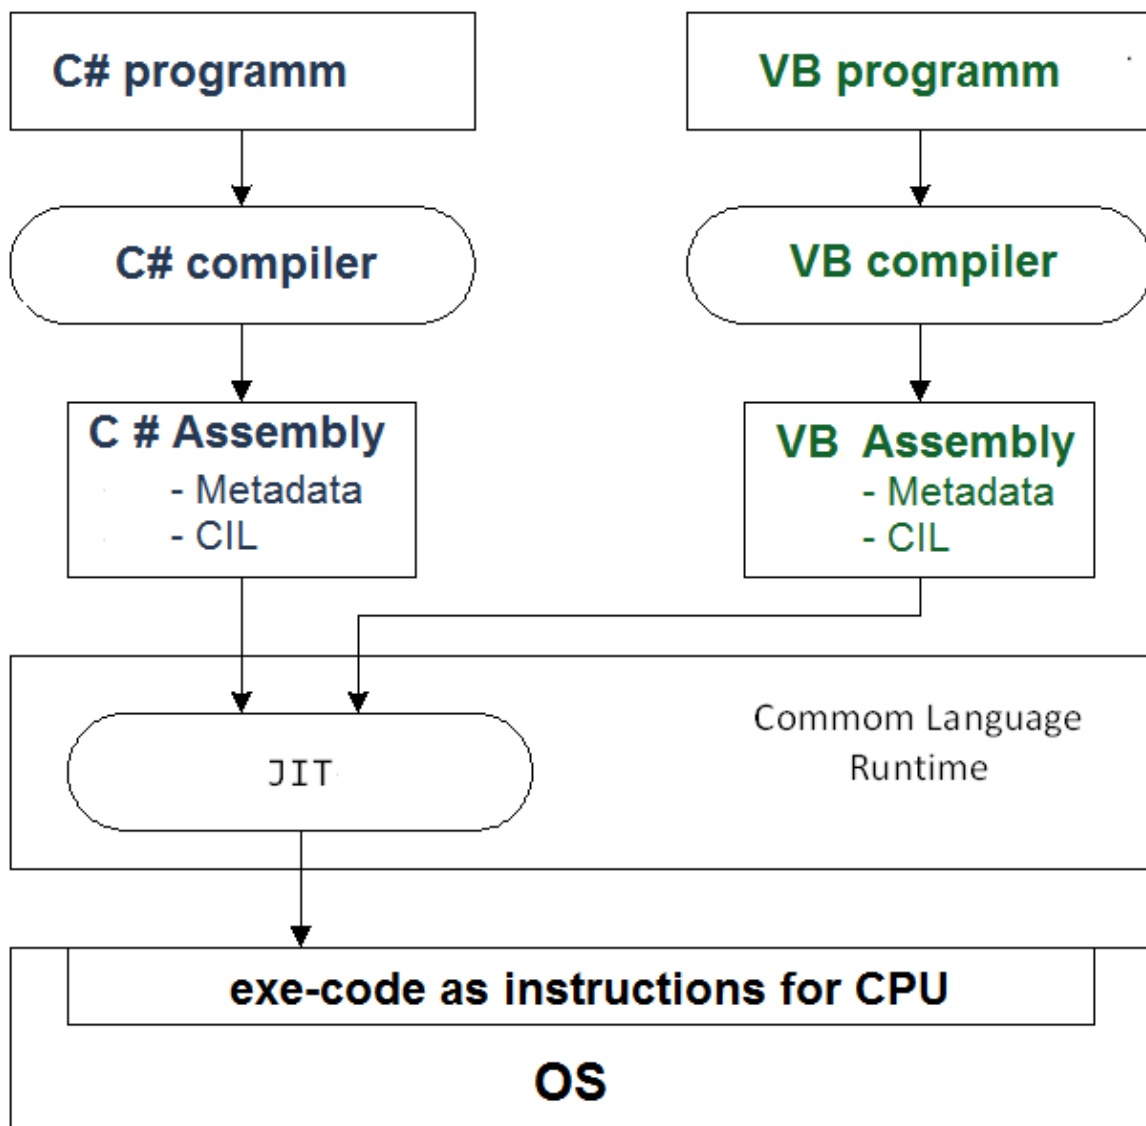 C# programm
VB programm
C# compiler
VB compiler
C # Assembly
- Metadata
- CIL
VB Assembly
- Metadata
- CIL
Commom Language
Runtime
JIT
exe-code as instructions for CPU
OS